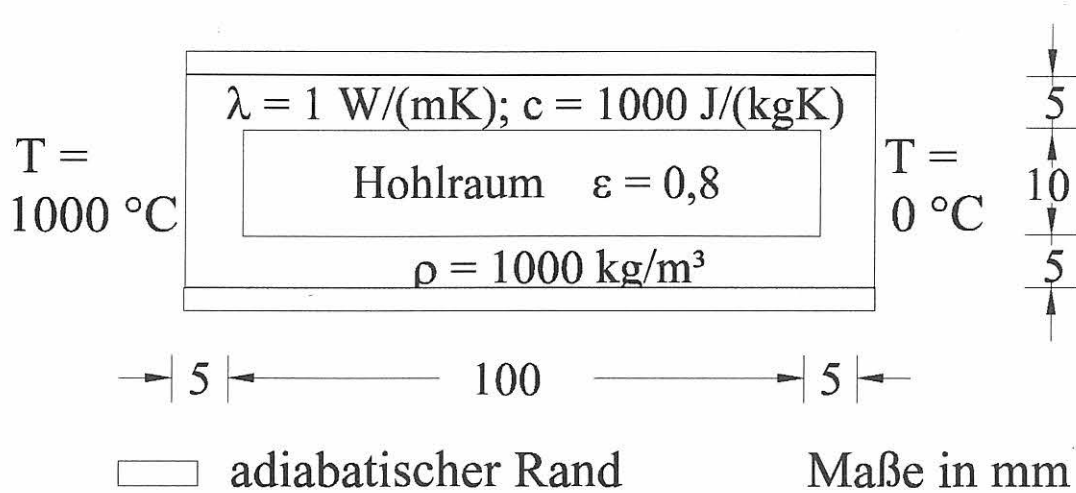 λ = 1 W/(mK); c = 1000 J/(kgK)
5
T =
1000 °C
Hohlraum ε = 0,8
T =
0 °C
10
ρ = 1000 kg/m³
5
5
100
5
adiabatischer Rand
Maße in mm